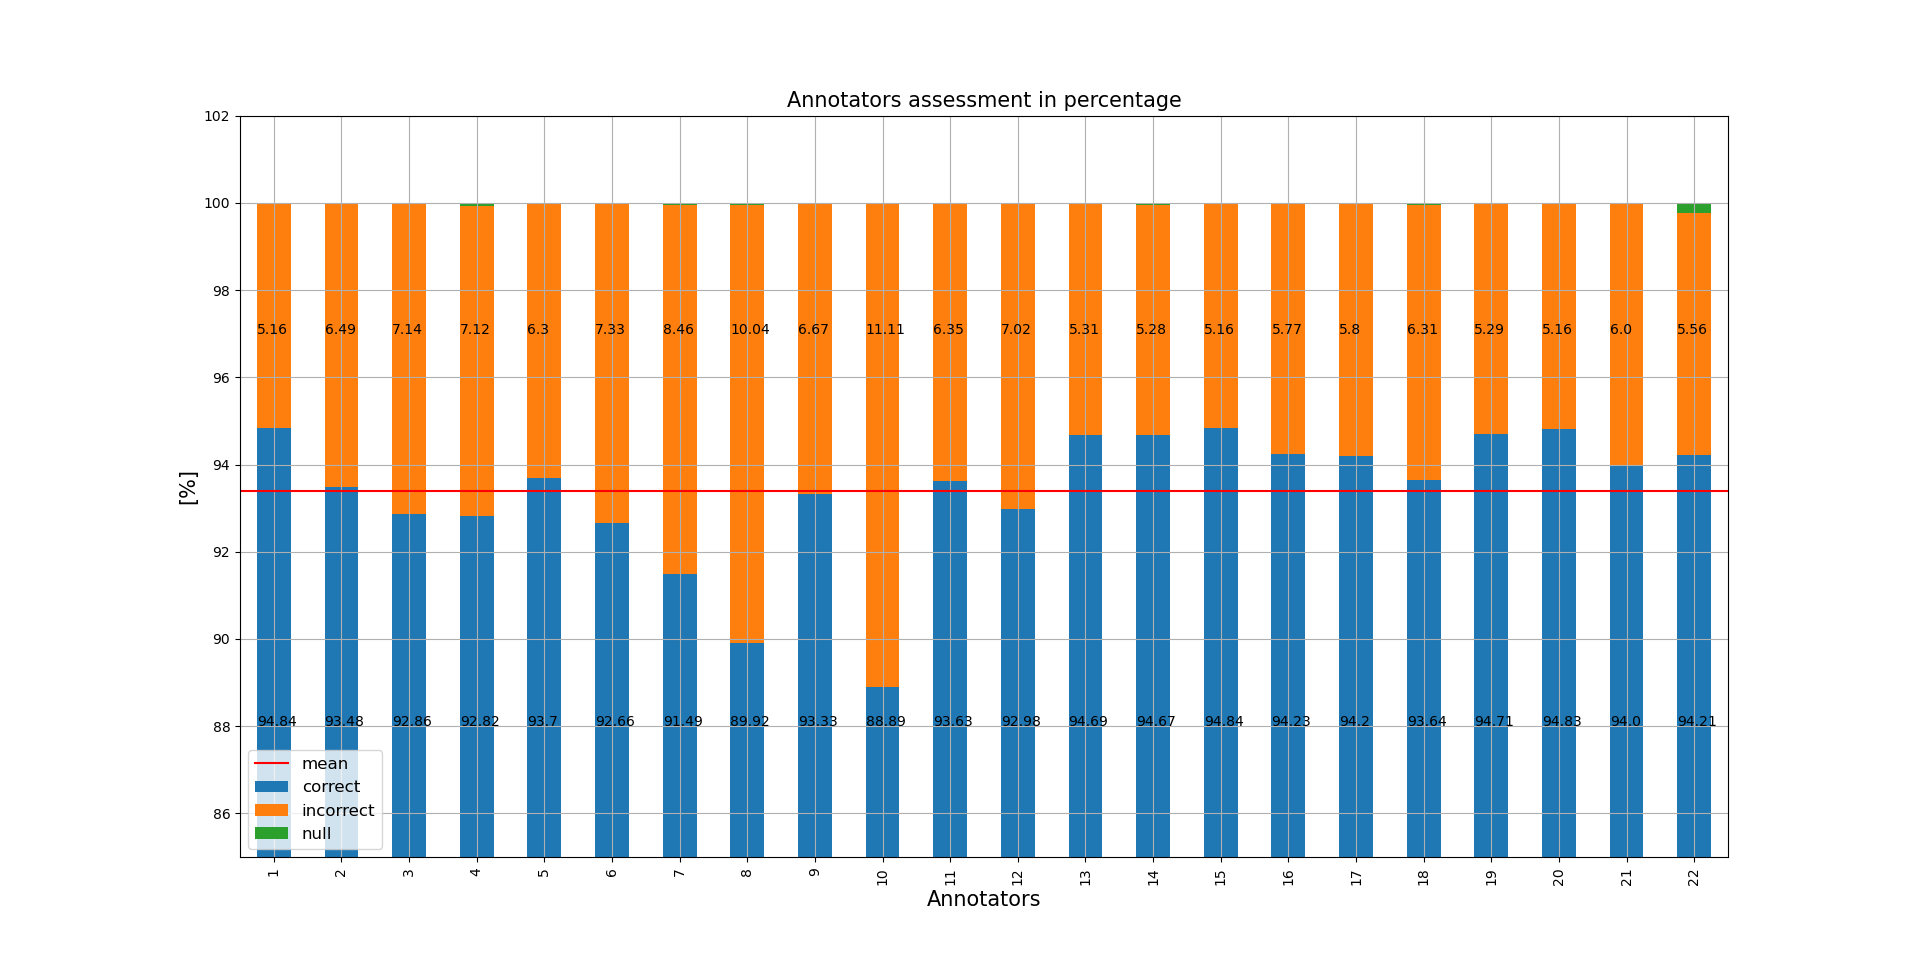 Annotators assessment in percentage
102
100
98
96
94
92
90
88
86
[%]
5.16 6.49 7.14 7.12 6.3 7.33 8.46 10.04 6.67 11.11 6.35 7.02 5.31 5.28 5.16 5.77 5.8 6.31 5.29 5.16 6.0 5.56
94.84 93.48 92.86 92.82 93.7 92.66 91.49 89.92 93.33 88.89 93.63 92.98 94.69 94.67 94.84 94.23 94.2 93.64 94.71 94.83 94.0 94.21
mean
correct
incorrect
null
1 2 3 4 5 6 7 8 9 10 11 12 13 14 15 16 17 18 19 20 21 22
Annotators